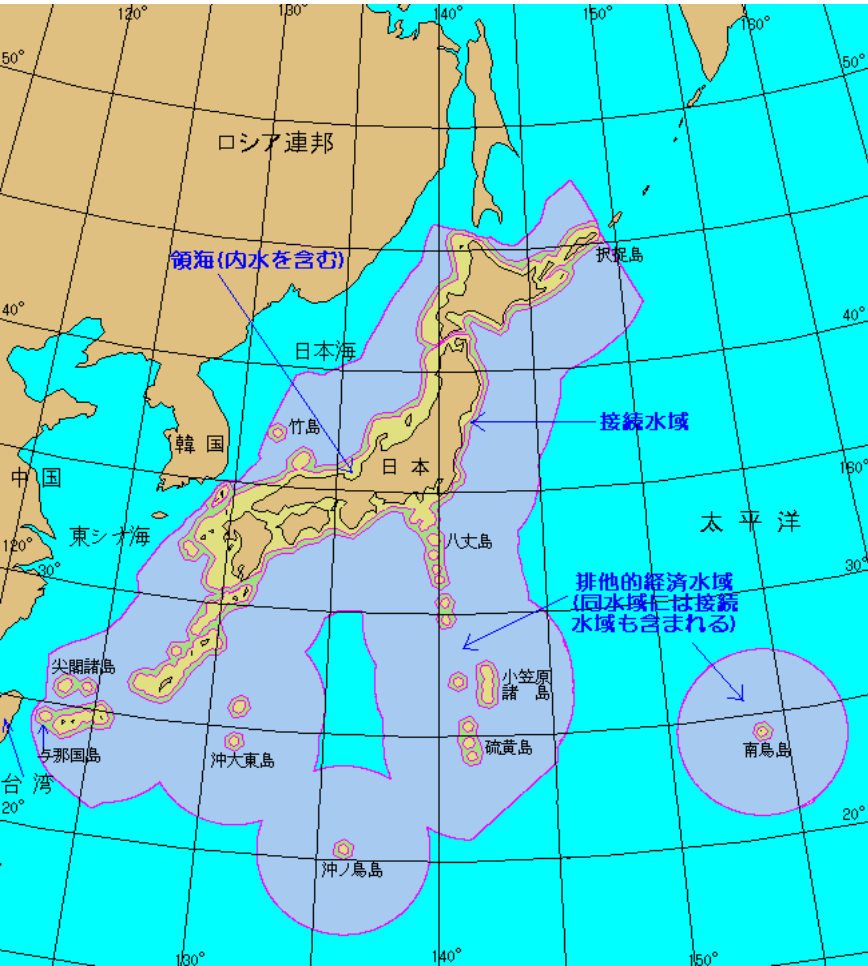 120°
130°
140°
150°
160°
50°
50°
ロシア連邦
領海(内水を含む)
択捉島
40°
40°
日本海
竹島
接続水域
韓国
日本
中国
160°
太平洋
東シナ海
八丈島
120°
30°
30°
排他的経済水域
(同水域には接続
水域も含まれる)
尖閣諸島
小笠原
諸島
与那国島
沖大東島
硫黄島
南鳥島
台湾
20°
20°
沖ノ鳥島
130°
140°
150°